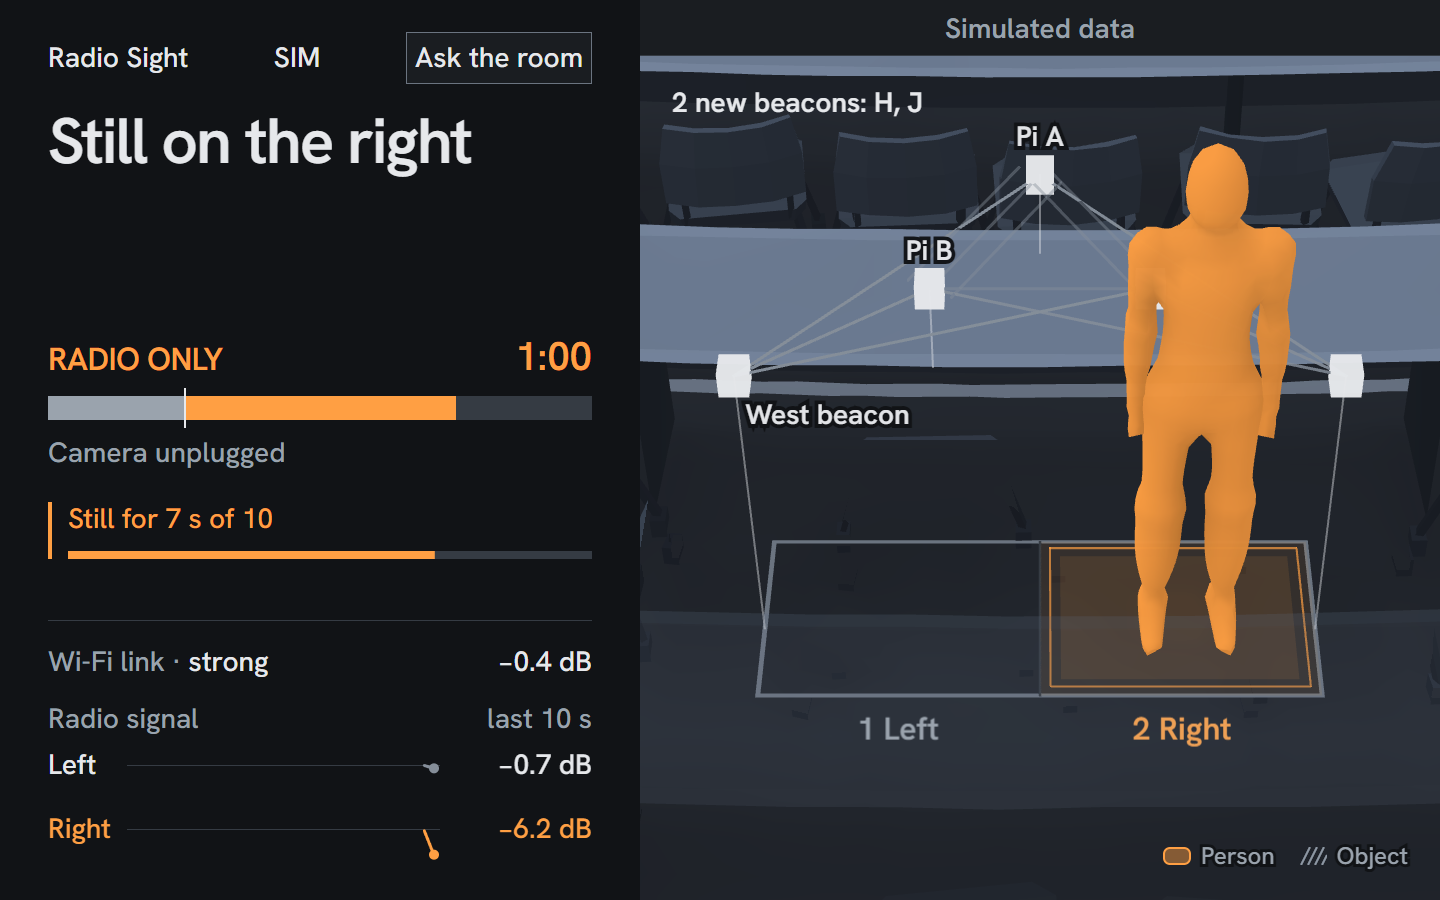 Radio Sight
SIM
Ask the room
Still on the right
RADIO ONLY
1:00
Camera unplugged
Still for 7 s of 10
Wi-Fi link · strong
−0.4 dB
Radio signal
last 10 s
Left
−0.7 dB
Right
−6.2 dB
Simulated data
2 new beacons: H, J
Pi A
Pi B
West beacon
1 Left
2 Right
Person
Object